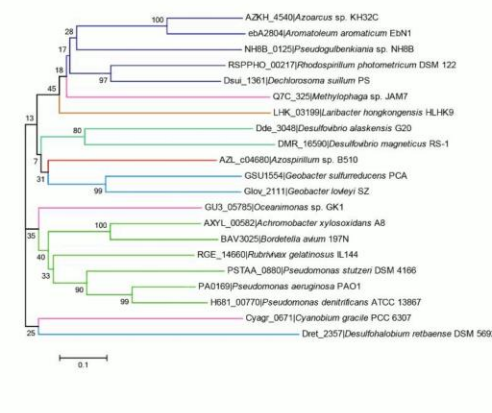 100
AZKH_4540|Azoarcus sp. KH32C
28
ebA2804|Aromatoleum aromaticum EbN1
17
NH8B_0125|Pseudogulbenkiania sp. NH8B
RSPPHO_00217|Rhodospirillum photometricum DSM 122
18
97
Dsui_1361|Dechlorosoma suillum PS
45
Q7C_325|Methylophaga sp. JAM7
LHK_03199|Laribacter hongkongensis HLHK9
13
80
Dde_3048|Desulfovibrio alaskensis G20
DMR_16590|Desulfovibrio magneticus RS-1
7
AZL_c04680|Azospirillum sp. B510
31
GSU1554|Geobacter sulfurreducens PCA
99
Glov_2111|Geobacter lovleyi SZ
GU3_05785|Oceanimonas sp. GK1
35
100
AXYL_00582|Achromobacter xylosoxidans A8
BAV3025|Bordetella avium 197N
40
RGE_14660|Rubrivivax gelatinosus IL144
33
PSTAA_0880|Pseudomonas stutzeri DSM 4166
90
PA0169|Pseudomonas aeruginosa PAO1
99
H681_00770|Pseudomonas denitrificans ATCC 13867
Cyagr_0671|Cyanobium gracile PCC 6307
25
Dret_2357|Desulfohalobium retbaense DSM 569
0.1